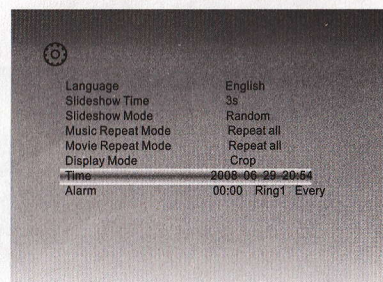 Language English
Slideshow Time 3s
Slideshow Mode Random
Music Repeat Mode Repeat all
Movie Repeat Mode Repeat all
Display Mode Crop
Time 2008 06 29 20:54
Alarm 00:00 Ring1 Every